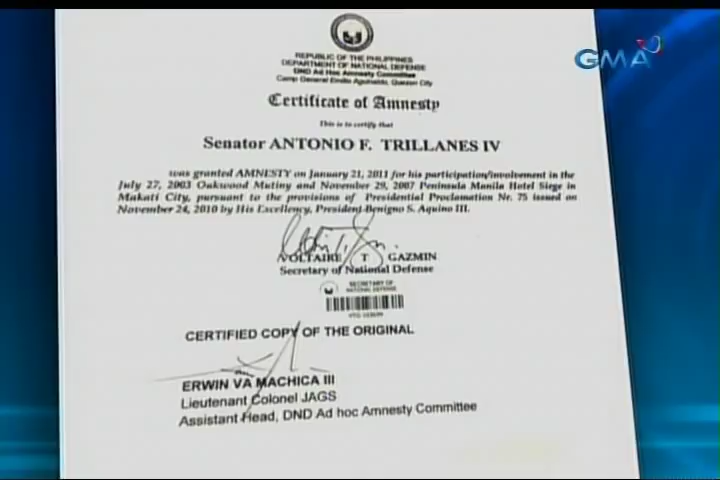 GMA
REPUBLIC OF THE PHILIPPINES
DEPARTMENT OF NATIONAL DEFENSE
DND Ad Hoc Amnesty Committee
Camp General Emilio Aguinaldo, Quezon City
Certificate of Amnesty
This is to certify that
Senator ANTONIO F. TRILLANES IV
was granted AMNESTY on January 21, 2011 for his participation/involvement in the
July 27, 2003 Oakwood Mutiny and November 29, 2007 Peninsula Manila Hotel Siege in
Makati City, pursuant to the provisions of Presidential Proclamation Nr. 75 issued on
November 24, 2010 by His Excellency, President Benigno S. Aquino III.
VOLTAIRE T GAZMIN
Secretary of National Defense
SECRETARY OF
NATIONAL DEFENSE
CERTIFIED COPY OF THE ORIGINAL
ERWIN VA MACHICA III
Lieutenant Colonel JAGS
Assistant Head, DND Ad hoc Amnesty Committee